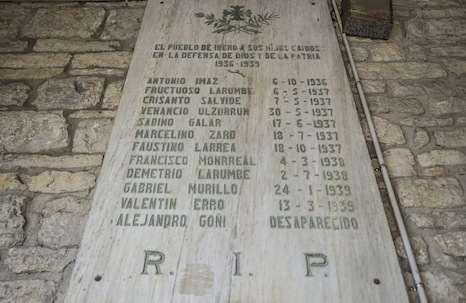 EL PUEBLO DE IBERO A SUS HIJOS CAIDOS
EN LA DEFENSA DE DIOS Y DE LA PATRIA
1936-1939
ANTONIO IMAZ 6-10-1936
FRUCTUOSO LARUMBE 6-5-1937
CRISANTO SALVIDE 7-5-1937
VENANCIO ULZURRUN 30-5-1937
SABINO GALAR 17-6-1937
MARCELINO ZARO 18-7-1937
FAUSTINO LARREA 18-10-1937
FRANCISCO MONRREAL 4-3-1938
DEMETRIO LARUMBE 2-7-1938
GABRIEL MURILLO 24-1-1939
VALENTIN ERRO 13-3-1939
ALEJANDRO GOÑI DESAPARECIDO
R. I P.